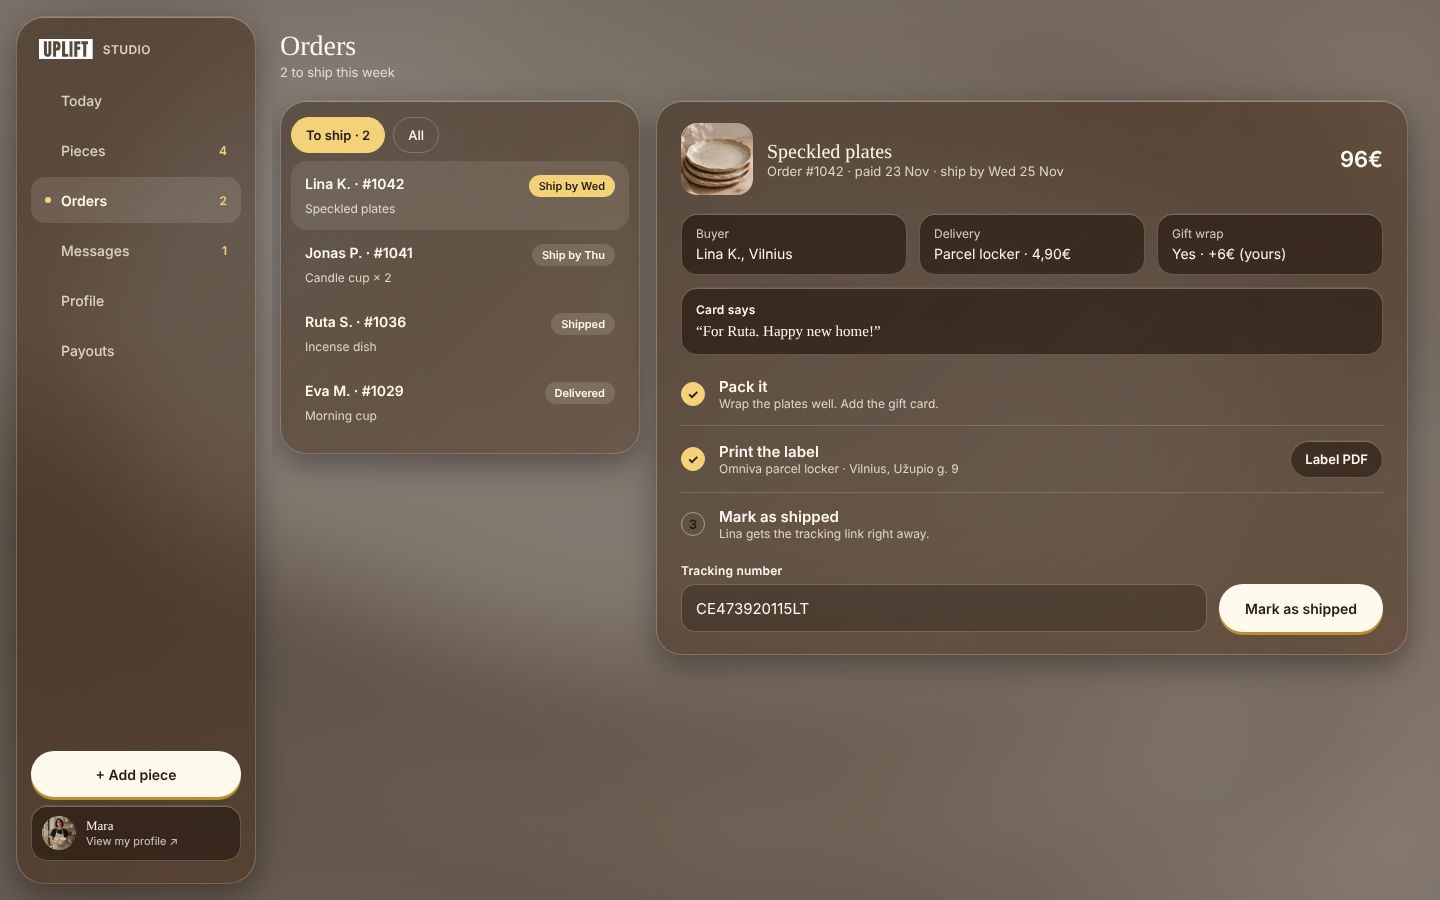 UPLIFT STUDIO
Today
Pieces 4
Orders 2
Messages 1
Profile
Payouts
+ Add piece
Mara
View my profile ↗
Orders
2 to ship this week
To ship · 2
All
Lina K. · #1042
Ship by Wed
Speckled plates
Jonas P. · #1041
Ship by Thu
Candle cup × 2
Ruta S. · #1036
Shipped
Incense dish
Eva M. · #1029
Delivered
Morning cup
Speckled plates
Order #1042 · paid 23 Nov · ship by Wed 25 Nov
96€
Buyer
Lina K., Vilnius
Delivery
Parcel locker · 4,90€
Gift wrap
Yes · +6€ (yours)
Card says
“For Ruta. Happy new home!”
Pack it
Wrap the plates well. Add the gift card.
Print the label
Omniva parcel locker · Vilnius, Užupio g. 9
Label PDF
3
Mark as shipped
Lina gets the tracking link right away.
Tracking number
CE473920115LT
Mark as shipped